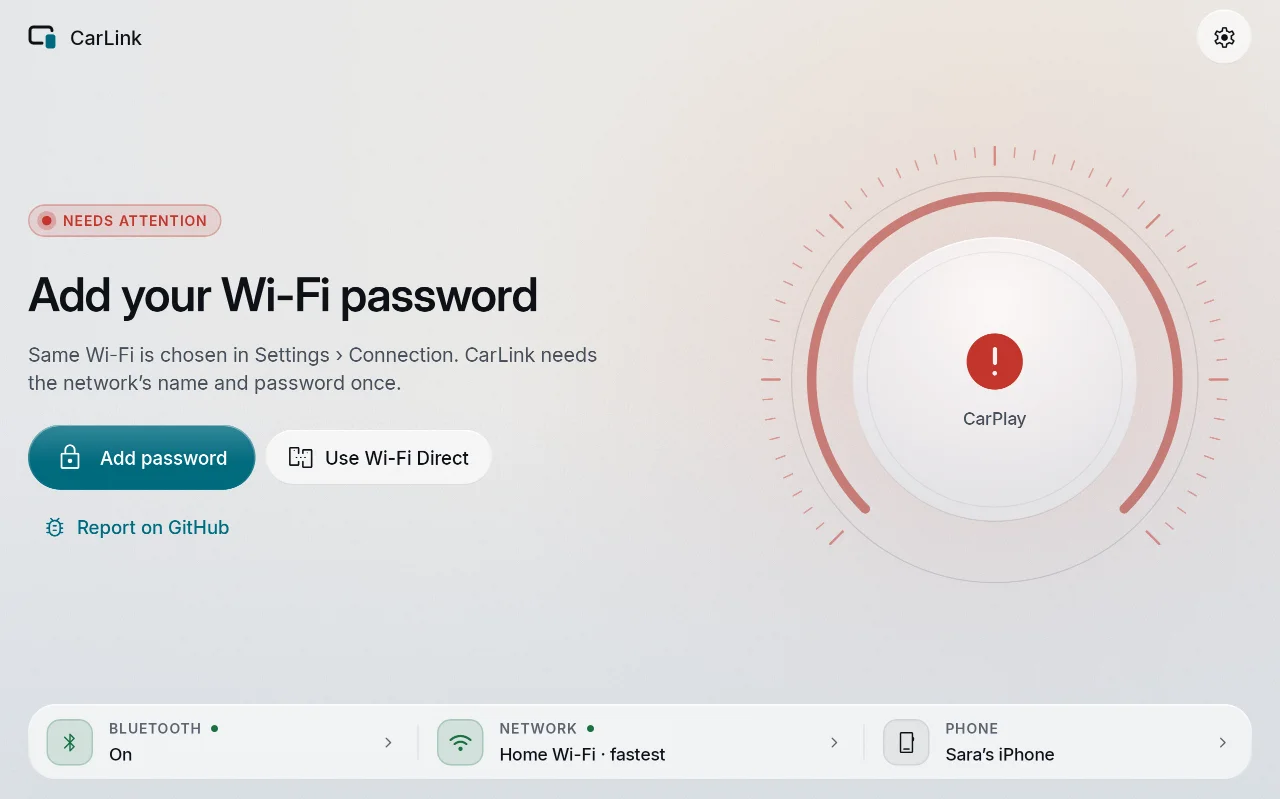 CarLink
NEEDS ATTENTION
Add your Wi-Fi password
Same Wi-Fi is chosen in Settings › Connection. CarLink needs
the network’s name and password once.
Add password
Use Wi-Fi Direct
Report on GitHub
CarPlay
BLUETOOTH
On
NETWORK
Home Wi-Fi · fastest
PHONE
Sara’s iPhone